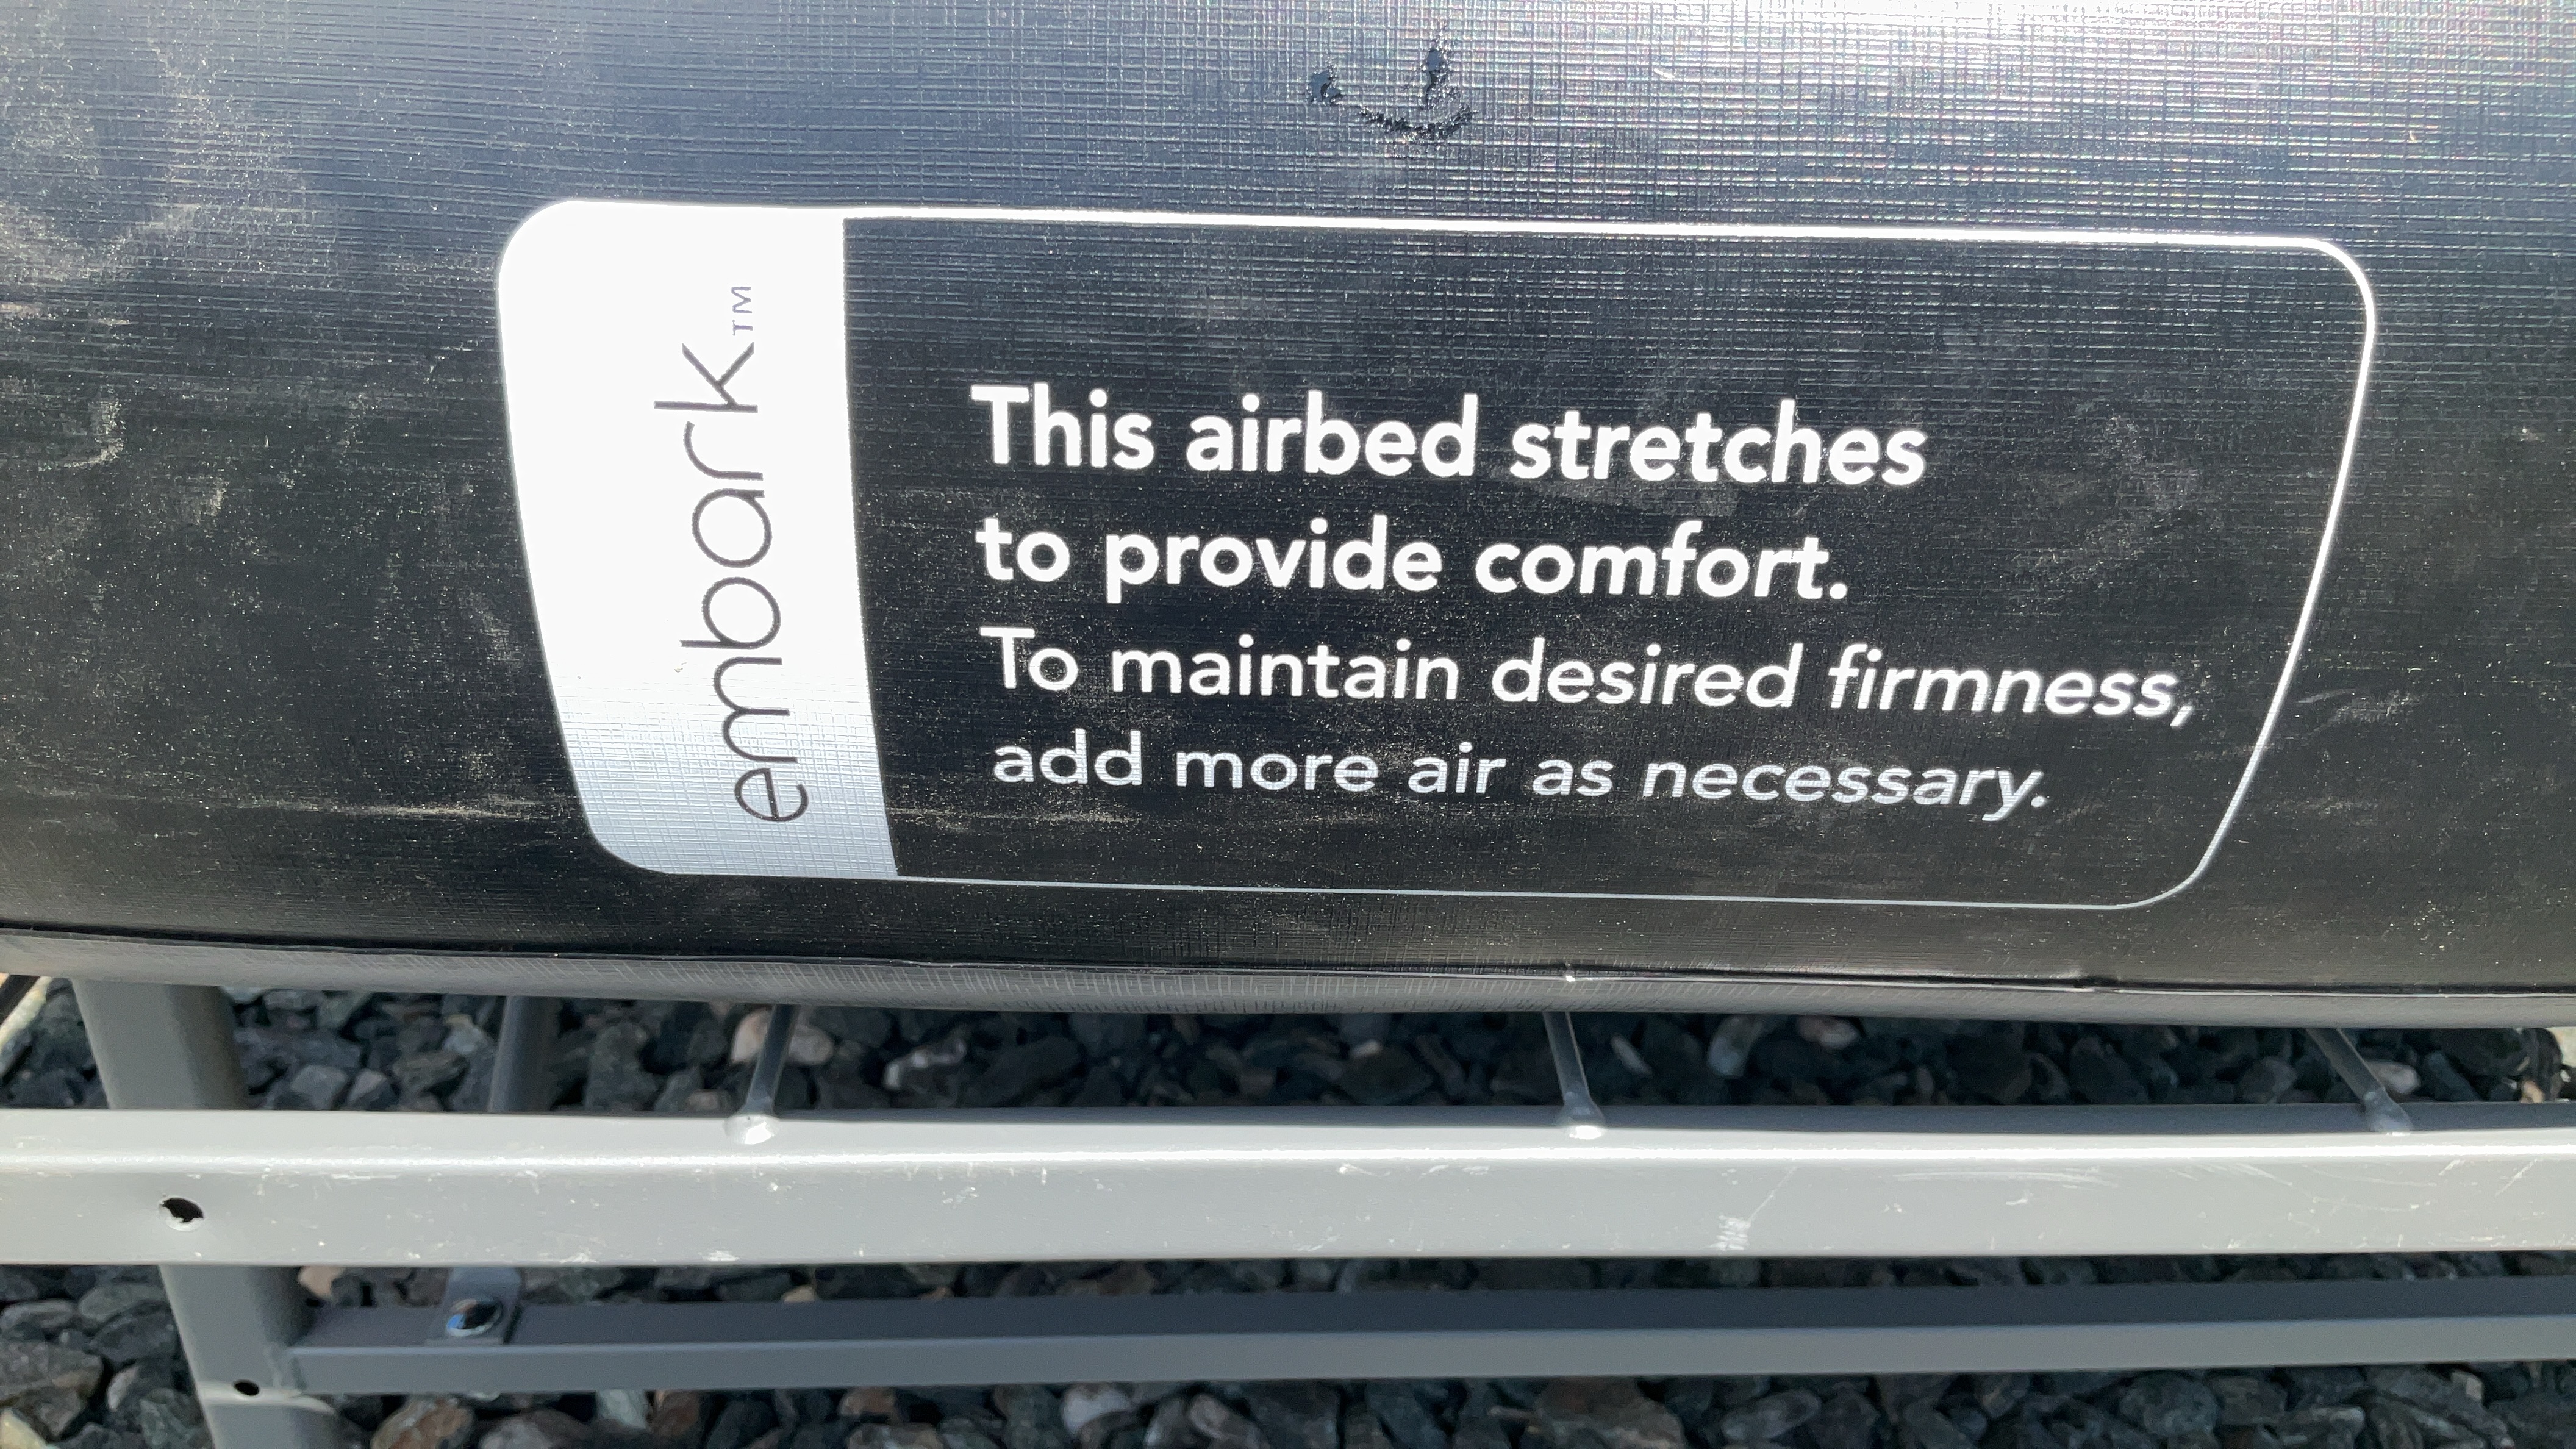 embark™
This airbed stretches
to provide comfort.
To maintain desired firmness,
add more air as necessary.